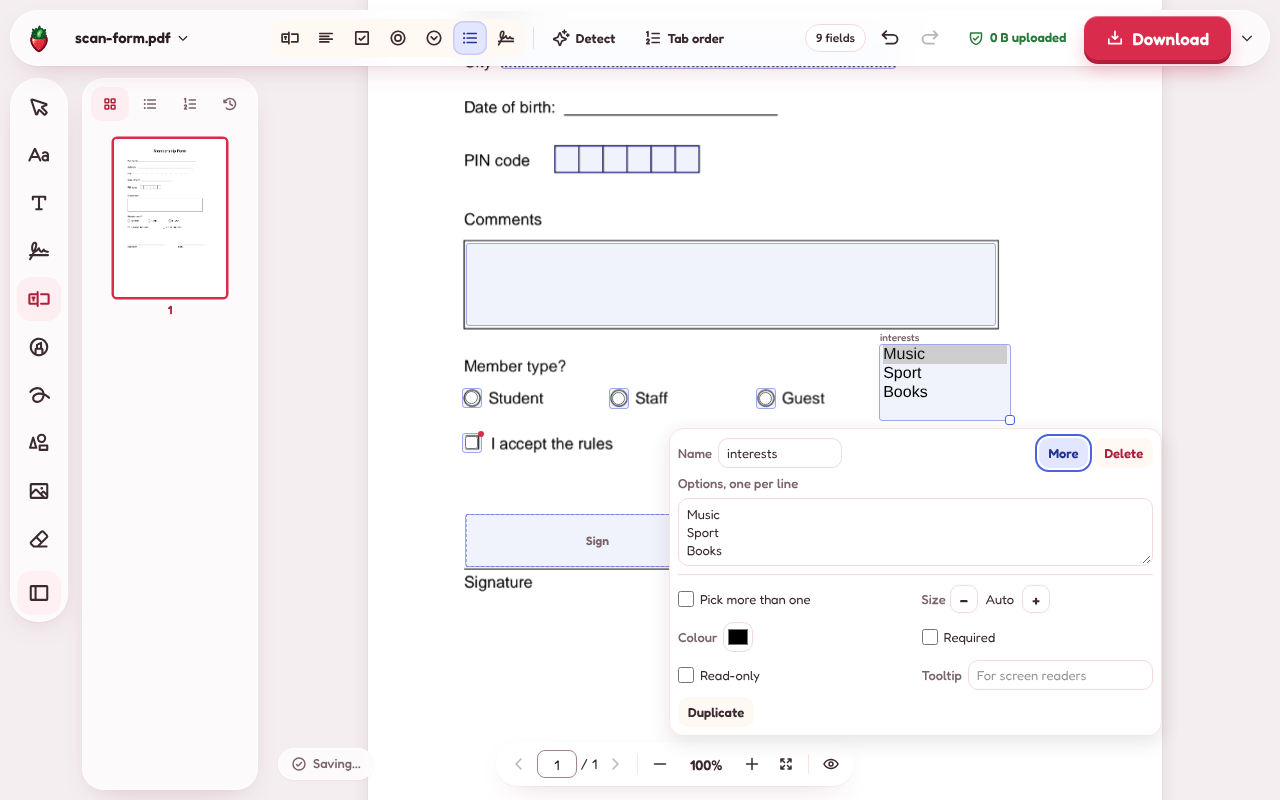 scan-form.pdf
Detect
Tab order
9 fields
0 B uploaded
Download
Date of birth:
PIN code
Comments
Member type?
Student
Staff
Guest
interests
Music
Sport
Books
I accept the rules
Sign
Signature
Name
interests
More
Delete
Options, one per line
Music
Sport
Books
Pick more than one
Size
Auto
Colour
Required
Read-only
Tooltip
For screen readers
Duplicate
Aa
T
1
Saving...
1 / 1
100%